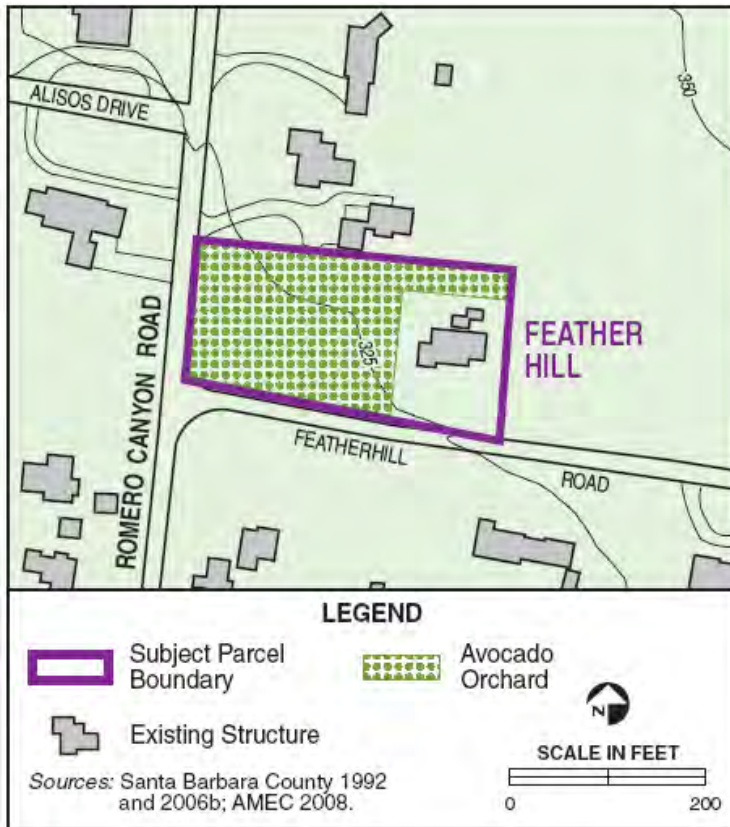 ALISOS DRIVE
350
ROMERO CANYON ROAD
325
FEATHER
HILL
FEATHERHILL
ROAD
LEGEND
Subject Parcel
Boundary
Avocado
Orchard
Existing Structure
N
SCALE IN FEET
0 200
Sources: Santa Barbara County 1992
and 2006b; AMEC 2008.